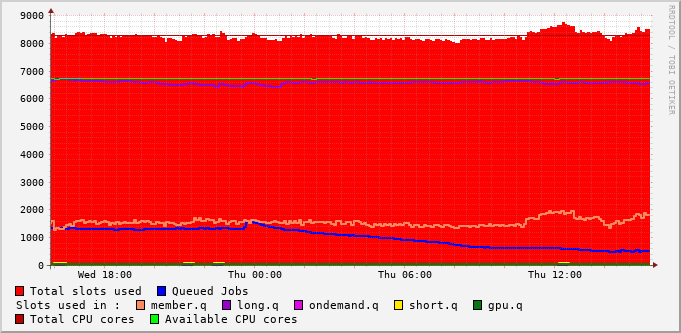 9000
8000
7000
6000
5000
4000
3000
2000
1000
0
Wed 18:00 Thu 00:00 Thu 06:00 Thu 12:00
RRDTOOL / TOBI OETIKER
Total slots used Queued Jobs
Slots used in : member.q long.q ondemand.q short.q gpu.q
Total CPU cores Available CPU cores